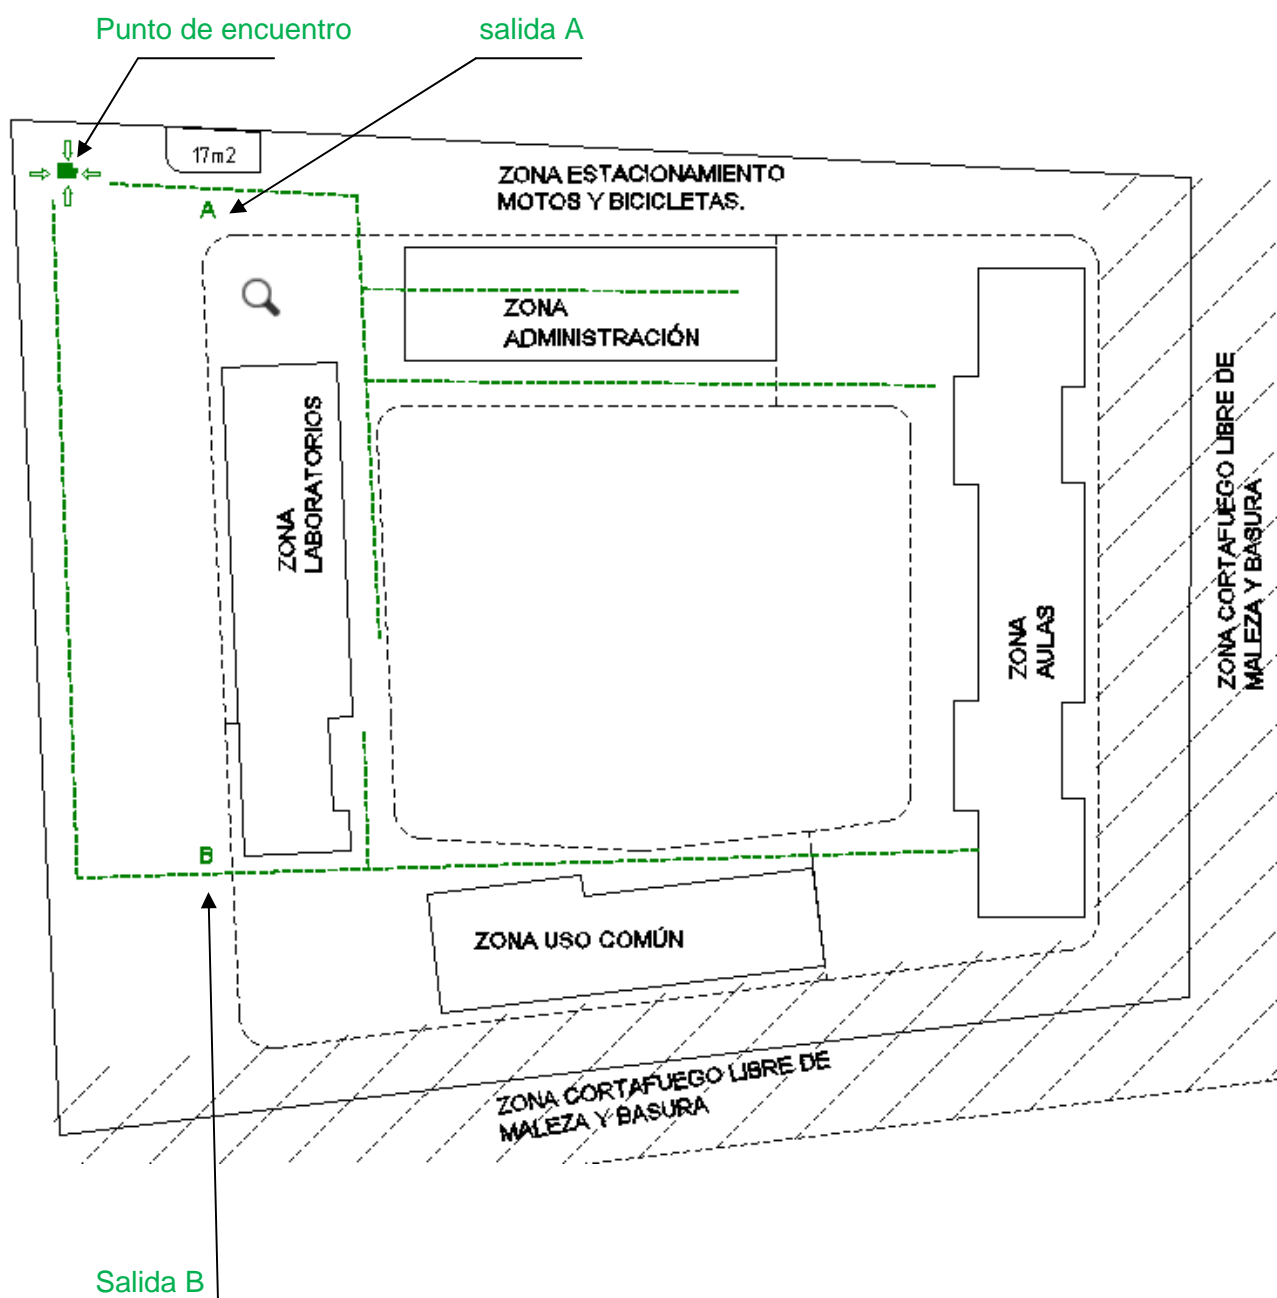 Punto de encuentro
salida A
17m2
ZONA ESTACIONAMIENTO
MOTOS Y BICICLETAS.
A
ZONA
ADMINISTRACIÓN
ZONA
LABORATORIOS
ZONA
AULAS
ZONA CORTAFUEGO LIBRE DE
MALEZA Y BASURA
B
ZONA USO COMÚN
ZONA CORTAFUEGO LIBRE DE
MALEZA Y BASURA
Salida B